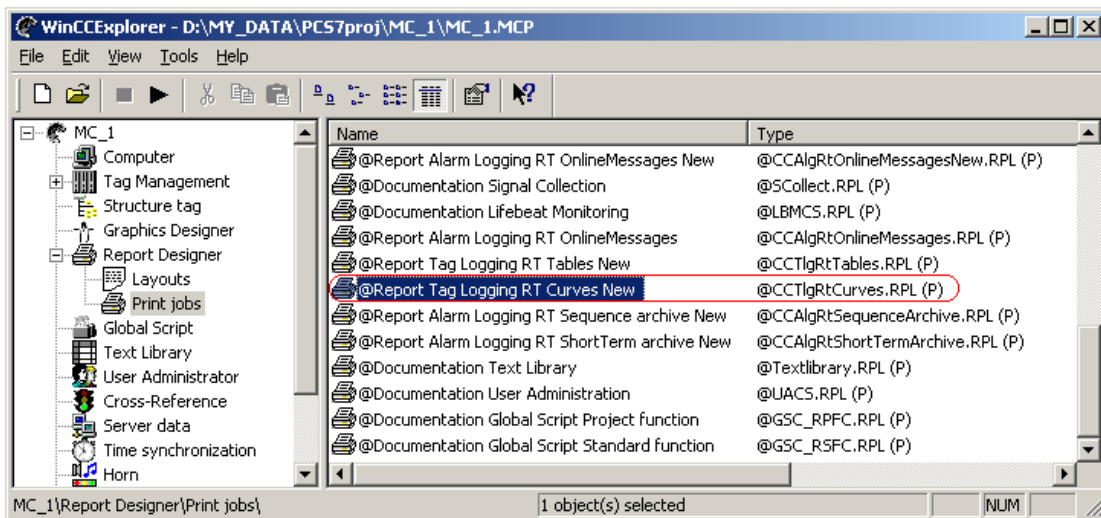 WinCCExplorer - D:\MY_DATA\PCS7proj\MC_1\MC_1.MCP
File Edit View Tools Help
MC_1
Computer
Tag Management
Structure tag
Graphics Designer
Report Designer
Layouts
Print jobs
Global Script
Text Library
User Administrator
Cross-Reference
Server data
Time synchronization
Horn
Name Type
@Report Alarm Logging RT OnlineMessages New @CCAlgRtOnlineMessagesNew.RPL (P)
@Documentation Signal Collection @SCollect.RPL (P)
@Documentation Lifebeat Monitoring @LBMCS.RPL (P)
@Report Alarm Logging RT OnlineMessages @CCAlgRtOnlineMessages.RPL (P)
@Report Tag Logging RT Tables New @CCTlgRtTables.RPL (P)
@Report Tag Logging RT Curves New @CCTlgRtCurves.RPL (P)
@Report Alarm Logging RT Sequence archive New @CCAlgRtSequenceArchive.RPL (P)
@Report Alarm Logging RT ShortTerm archive New @CCAlgRtShortTermArchive.RPL (P)
@Documentation Text Library @Textlibrary.RPL (P)
@Documentation User Administration @UACS.RPL (P)
@Documentation Global Script Project function @GSC_RPFC.RPL (P)
@Documentation Global Script Standard function @GSC_RSFC.RPL (P)
MC_1\Report Designer\Print jobs\ 1 object(s) selected NUM